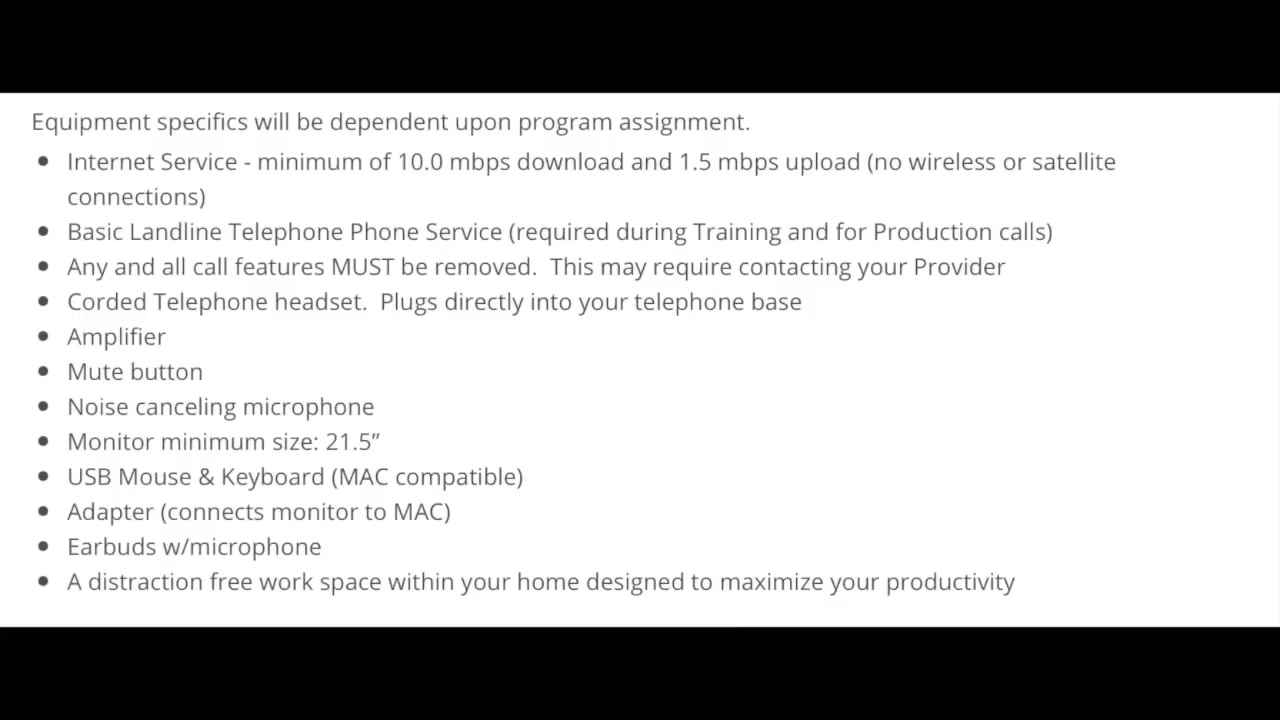 Equipment specifics will be dependent upon program assignment.
• Internet Service - minimum of 10.0 mbps download and 1.5 mbps upload (no wireless or satellite
connections)
• Basic Landline Telephone Phone Service (required during Training and for Production calls)
• Any and all call features MUST be removed.  This may require contacting your Provider
• Corded Telephone headset.  Plugs directly into your telephone base
• Amplifier
• Mute button
• Noise canceling microphone
• Monitor minimum size: 21.5”
• USB Mouse & Keyboard (MAC compatible)
• Adapter (connects monitor to MAC)
• Earbuds w/microphone
• A distraction free work space within your home designed to maximize your productivity